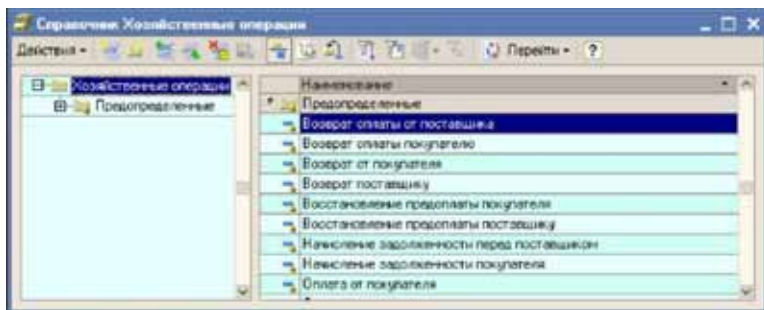 Справочник Хозяйственные операции
Действия Перейти ?
Хозяйственные операции
Предопределенные
Наименование
Предопределенные
Возврат оплаты от поставщика
Возврат оплаты покупателю
Возврат от покупателя
Возврат поставщику
Восстановление предоплаты покупателя
Восстановление предоплаты поставщику
Начисление задолженности перед поставщиком
Начисление задолженности покупателя
Оплата от покупателя